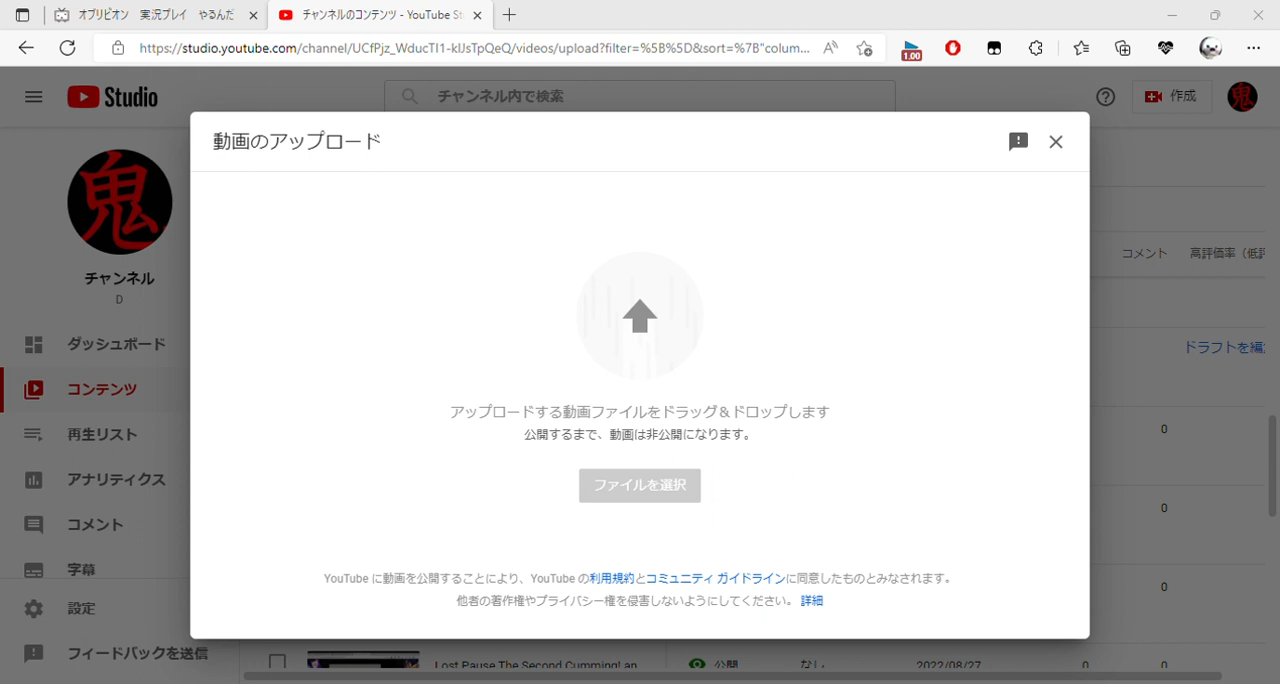 オブリビオン 実況プレイ やるんだ
チャンネルのコンテンツ - YouTube St
https://studio.youtube.com/channel/UCfPjz_WducTI1-kIJsTpQeQ/videos/upload?filter=%5B%5D&sort=%7B"colum...
1.00
Studio
チャンネル内で検索
作成
鬼
動画のアップロード
鬼
チャンネル
D
コメント 高評価率（低評
ダッシュボード
ドラフトを編
コンテンツ
アップロードする動画ファイルをドラッグ＆ドロップします
公開するまで、動画は非公開になります。
0
再生リスト
アナリティクス
ファイルを選択
0
コメント
字幕
YouTube に動画を公開することにより、YouTube の利用規約とコミュニティ ガイドラインに同意したものとみなされます。
0
他者の著作権やプライバシー権を侵害しないようにしてください。 詳細
設定
フィードバックを送信
Lost Pause The Second Cumming! an
公開
なし
2022/08/27
0
0